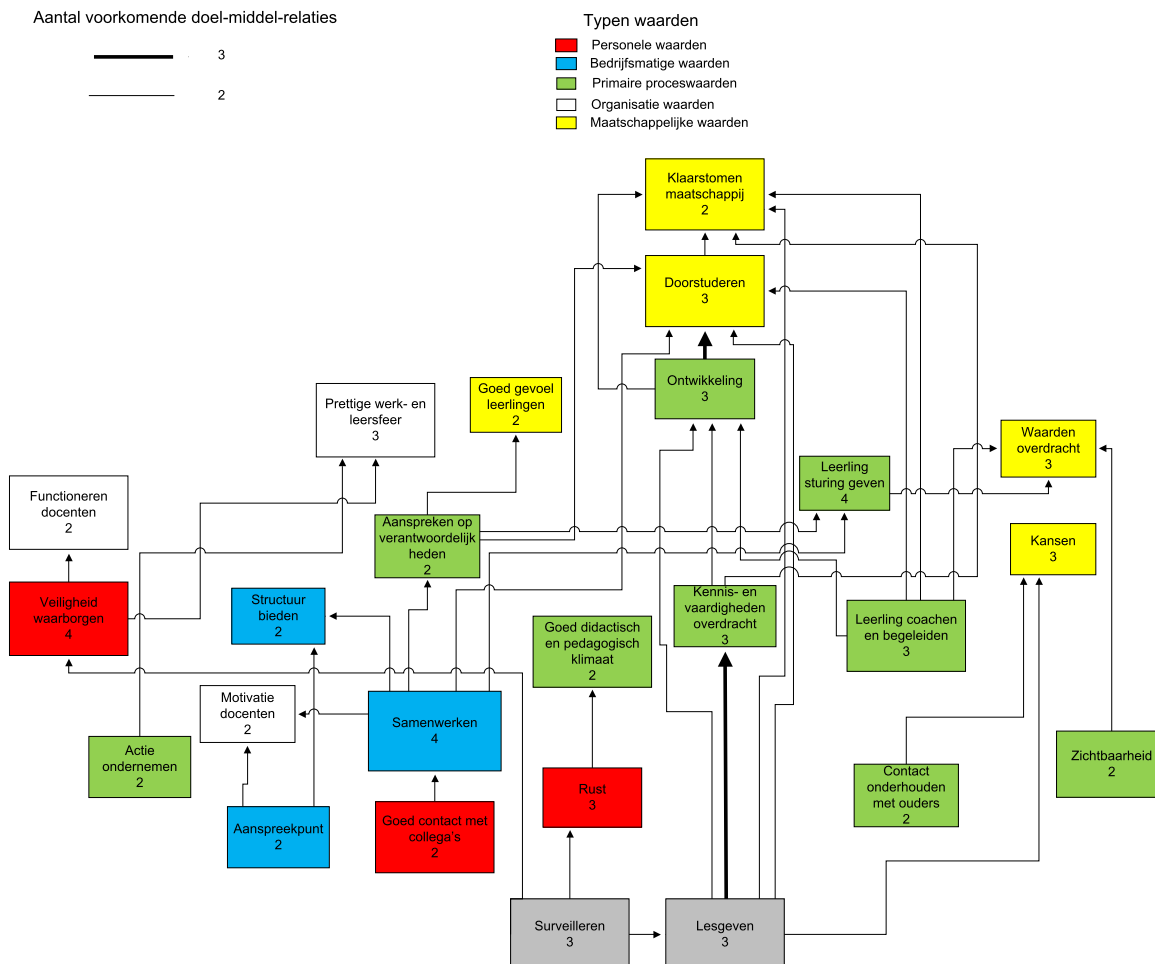 Aantal voorkomende doel-middel-relaties
3
2
Typen waarden
Personele waarden
Bedrijfsmatige waarden
Primaire proceswaarden
Organisatie waarden
Maatschappelijke waarden
Klaarstomen
maatschappij
2
Doorstuderen
3
Ontwikkeling
3
Prettige werk- en
leersfeer
3
Goed gevoel
leerlingen
2
Waarden
overdracht
3
Leerling
sturing geven
4
Functioneren
docenten
2
Aanspreken op
verantwoordelijk
heden
2
Kansen
3
Veiligheid
waarborgen
4
Structuur
bieden
2
Kennis- en
vaardigheden
overdracht
3
Goed didactisch
en pedagogisch
klimaat
2
Leerling coachen
en begeleiden
3
Motivatie
docenten
2
Samenwerken
4
Actie
ondernemen
2
Zichtbaarheid
2
Rust
3
Contact
onderhouden
met ouders
2
Aanspreekpunt
2
Goed contact met
collega's
2
Surveilleren
3
Lesgeven
3